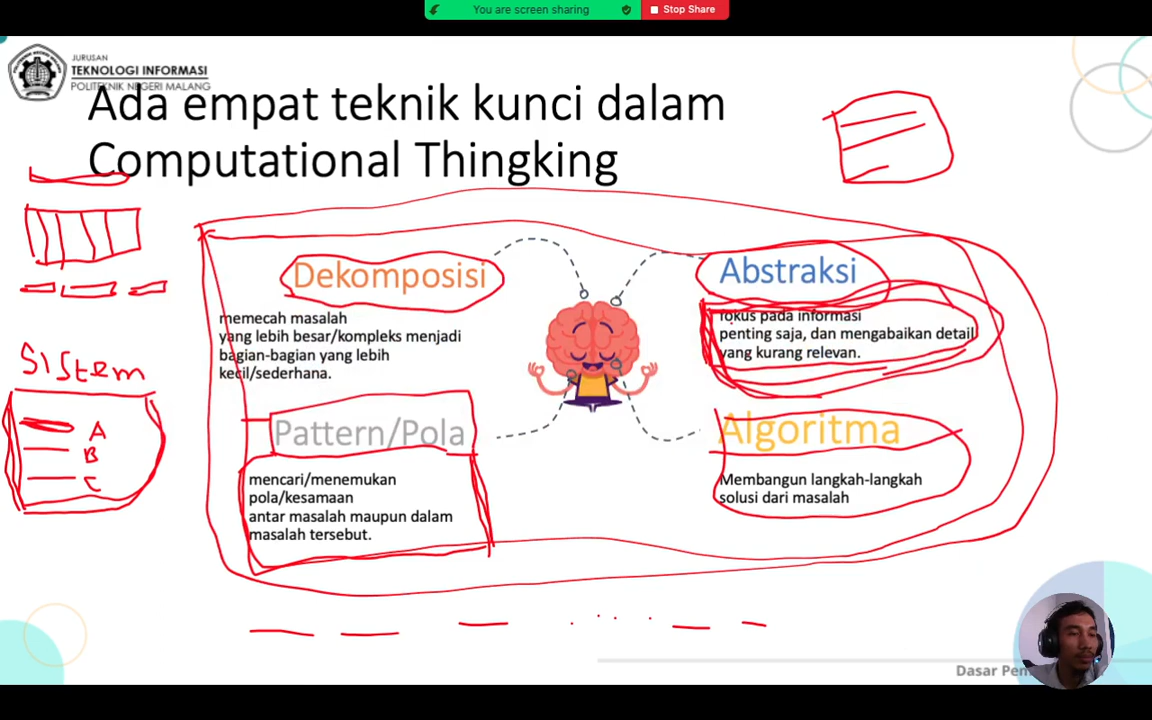 You are screen sharing
Stop Share
JURUSAN
TEKNOLOGI INFORMASI
POLITEKNIK NEGERI MALANG
Ada empat teknik kunci dalam
Computational Thingking
Dekomposisi
memecah masalah
yang lebih besar/kompleks menjadi
bagian-bagian yang lebih
kecil/sederhana.
Abstraksi
fokus pada informasi
penting saja, dan mengabaikan detail
yang kurang relevan.
Sistem
A
B
C
Pattern/Pola
mencari/menemukan
pola/kesamaan
antar masalah maupun dalam
masalah tersebut.
Algoritma
Membangun langkah-langkah
solusi dari masalah
Dasar